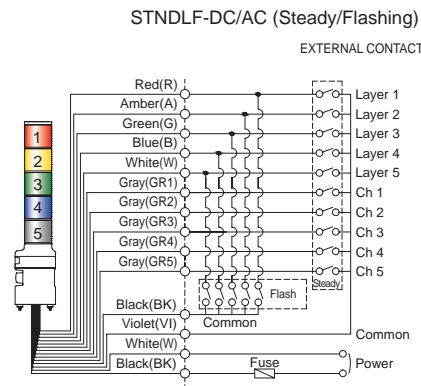 STNDLF-DC/AC (Steady/Flashing)
EXTERNAL CONTACT
Red(R)
Layer 1
Amber(A)
Layer 2
Green(G)
Layer 3
Blue(B)
Layer 4
White(W)
Layer 5
Gray(GR1)
Ch 1
Gray(GR2)
Ch 2
Gray(GR3)
Ch 3
Gray(GR4)
Ch 4
Gray(GR5)
Ch 5
1
2
3
4
5
Steady
Flash
Black(BK)
Common
Violet(VI)
Common
White(W)
Black(BK)
Fuse
Power